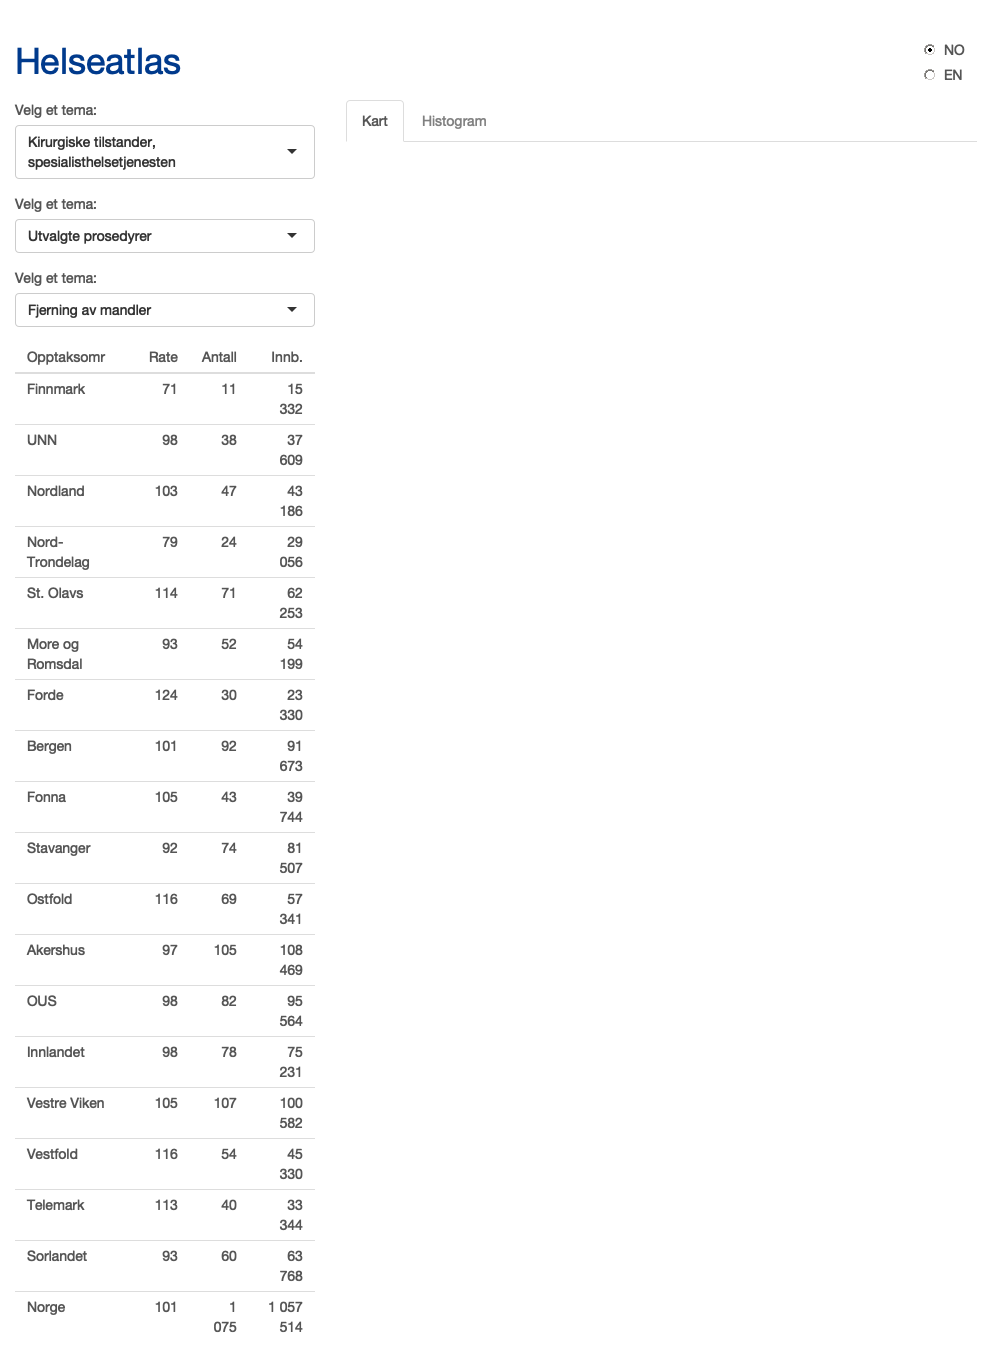 Helseatlas
NO
EN
Velg et tema:
Kirurgiske tilstander,
spesialisthelsetjenesten
Velg et tema:
Utvalgte prosedyrer
Velg et tema:
Fjerning av mandler
Kart Histogram
Opptaksomr Rate Antall Innb.
Finnmark 71 11 15
332
UNN 98 38 37
609
Nordland 103 47 43
186
Nord- 79 24 29
Trondelag 056
St. Olavs 114 71 62
253
More og 93 52 54
Romsdal 199
Forde 124 30 23
330
Bergen 101 92 91
673
Fonna 105 43 39
744
Stavanger 92 74 81
507
Ostfold 116 69 57
341
Akershus 97 105 108
469
OUS 98 82 95
564
Innlandet 98 78 75
231
Vestre Viken 105 107 100
582
Vestfold 116 54 45
330
Telemark 113 40 33
344
Sorlandet 93 60 63
768
Norge 101 1 1 057
075 514